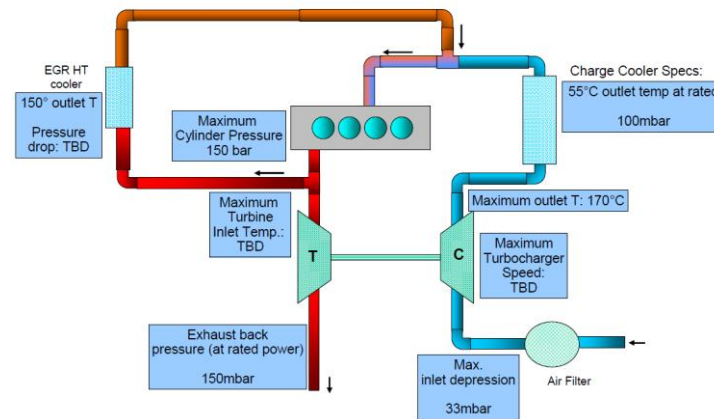 EGR HT
cooler
150° outlet T
Pressure
drop: TBD
Maximum
Cylinder Pressure
150 bar
Charge Cooler Specs:
55°C outlet temp at rated
100mbar
Maximum outlet T: 170°C
Maximum
Turbine
Inlet Temp.:
TBD
T
C
Maximum
Turbocharger
Speed:
TBD
Exhaust back
pressure (at rated power)
150mbar
Max.
inlet depression
33mbar
Air Filter